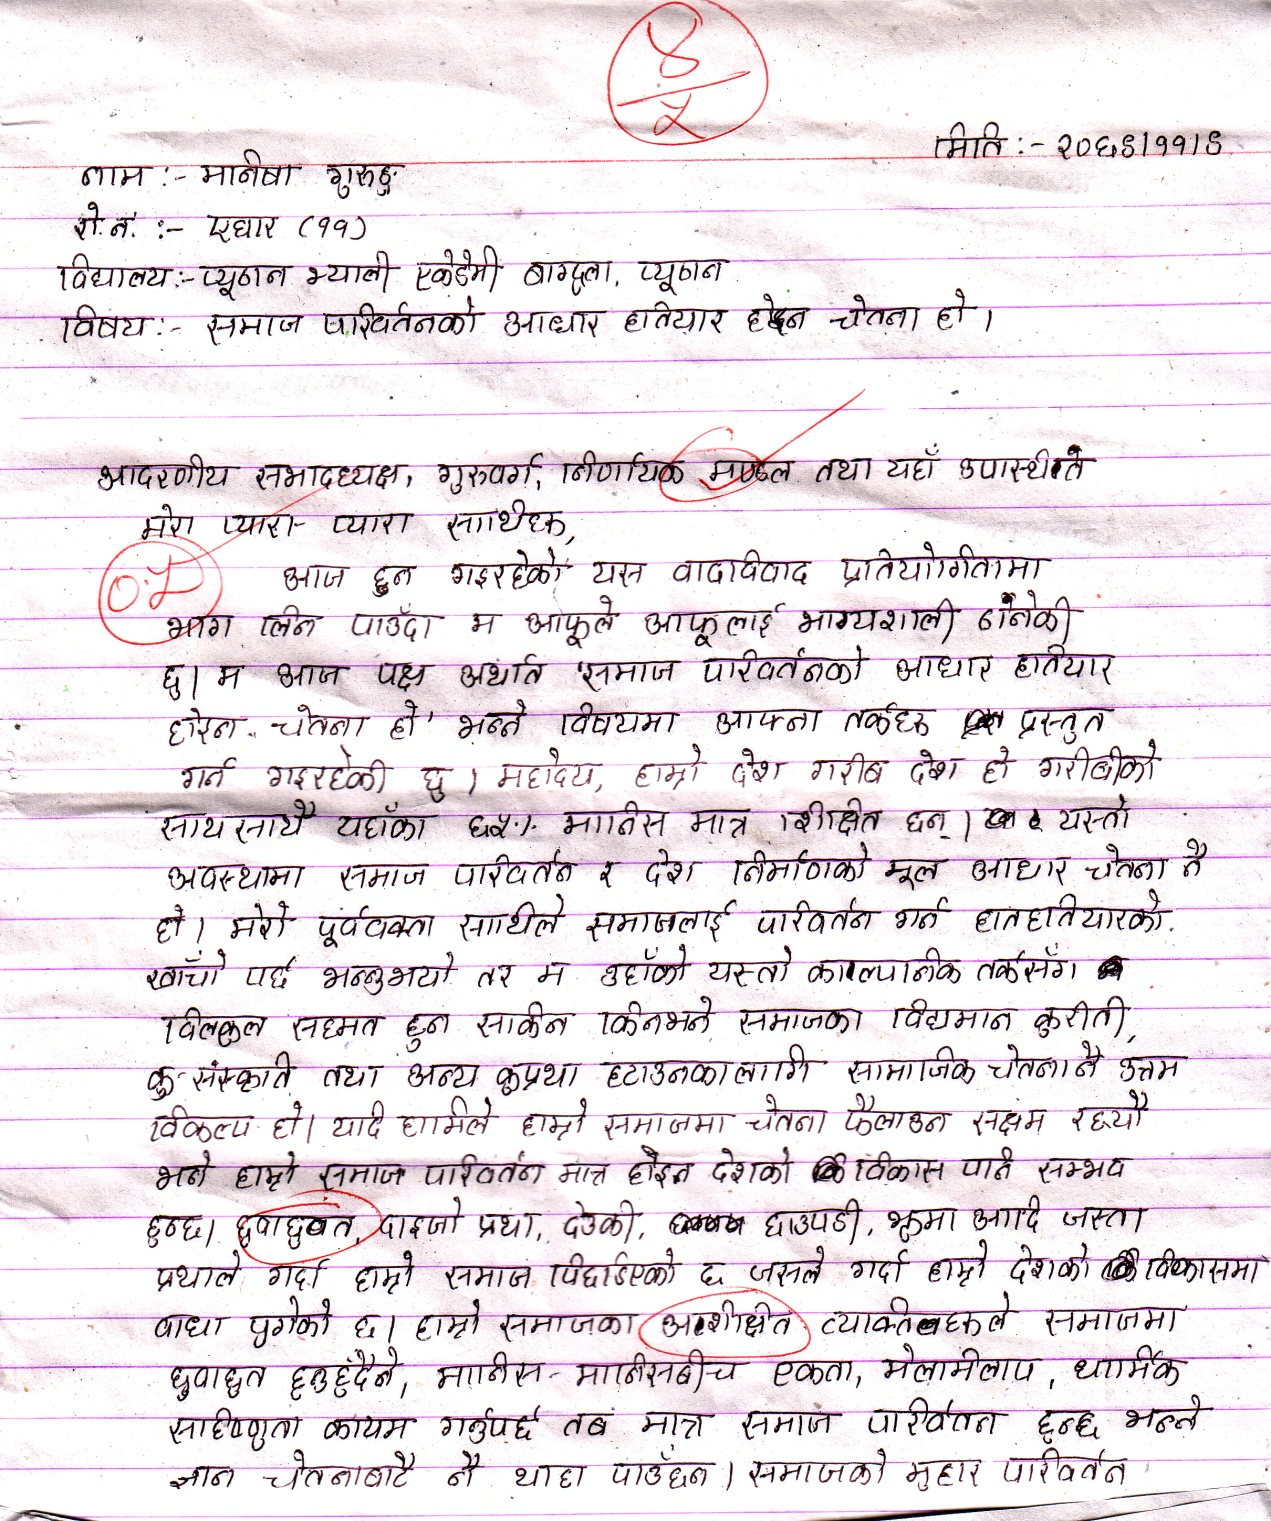 ४
५
मिति :- २०६९।११।९
नाम :- मनिषा गुरुङ
रो.नं. :- एघार (११)
विद्यालय :- प्यूठान भ्याली एकेडेमी बाग्दुला, प्यूठान
विषय :- समाज परिवर्तनको आधार हतियार होइन चेतना हो ।
आदरणीय सभाद्ध्यक्ष, गुरुवर्ग, निर्णायक मण्डल तथा यहाँ उपस्थीत
मेरा प्यारा-प्यारा साथिहरू,
०.५
आज हुन गइरहेको यस वादविवाद प्रतियोगितामा
भाग लिन पाउँदा म आफूले आफूलाई भाग्यशाली ठानेकी
छु। म आज पक्ष अर्थात 'समाज परिवर्तनको आधार हतियार
होइन चेतना हो' भन्ने विषयमा आफ्ना तर्कहरू प्रस्तुत
गर्न गइरहेकी छु । महोदय, हाम्रो देश गरीब देश हो गरीबीको
साथसाथै यहाँका ६५% मानिस मात्र शिक्षित छन् । यस्तो
अवस्थामा समाज परिवर्तन र देश निर्माणको मूल आधार चेतना नै
हो । मेरो पूर्ववक्ता साथिले समाजलाई परिवर्तन गर्न हातहतियारको
खाँचो पर्छ भन्नुभयो तर म उहाँको यस्तो काल्पानिक तर्कसँग
विलकुल सहमत हुन सकिन किनभने समाजका विद्यमान कुरीती,
कु-संस्कृति तथा अन्य कुप्रथा हटाउनकालागि सामाजिक चेतना नै उत्तम
विकल्प हो। यदि हामिले हाम्रो समाजमा चेतना फैलाउन सक्षम रह्यौं
भने हाम्रो समाज परिवर्तन मात्र होइन देशको विकास पनि सम्भव
हुन्छ। छुवाछुवत, दाइजो प्रथा, देउकी, छाउपडी, झुमा आदि जस्ता
प्रथाले गर्दा हाम्रो समाज पिछडिएको छ जसले गर्दा हाम्रो देशको विकासमा
वाधा पुगेको छ। हाम्रो समाजका अशीक्षित व्यक्तिहरूले समाजमा
छुवाछुत हुनुहुँदैन, मानिस-मानिसबीच एकता, मेलमिलाप, धार्मिक
सहिष्णुता कायम गर्नुपर्छ तब मात्र समाज परिवर्तन हुन्छ भन्ने
ज्ञान चेतनाबाटै नै थाहा पाउँछन । समाजको मुहार परिवर्तन